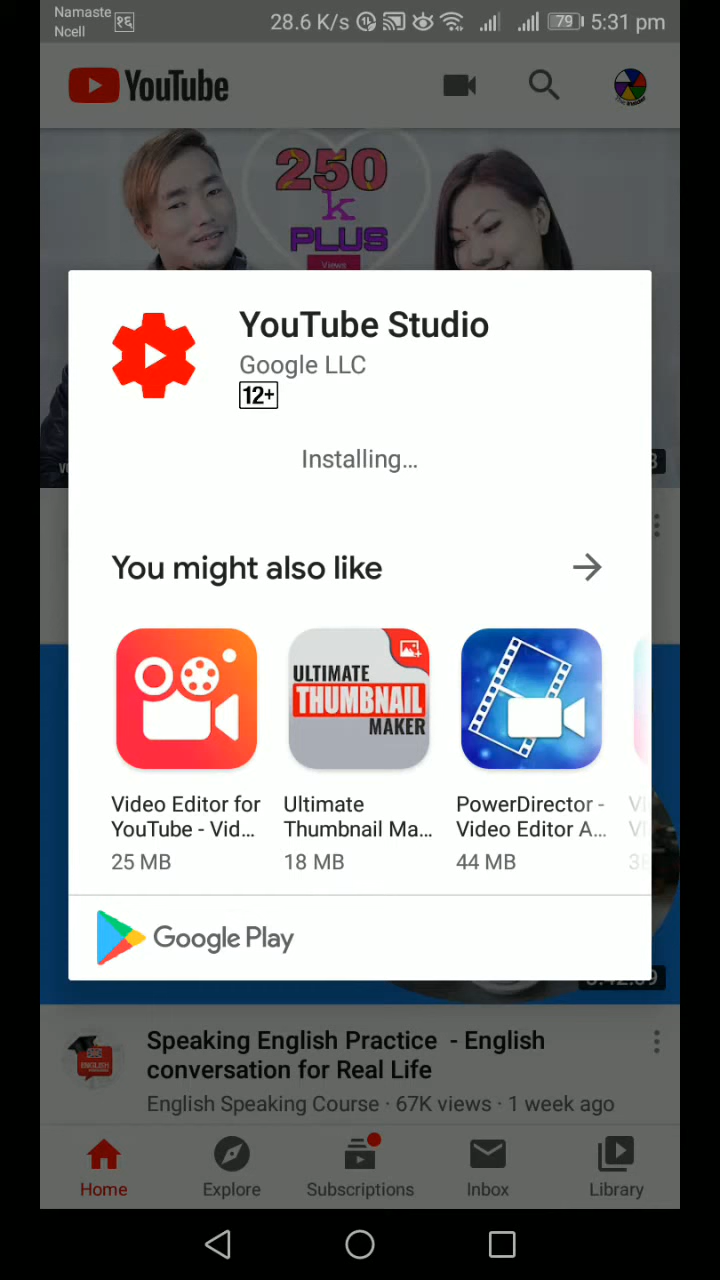 Namaste
Ncell
१६
28.6 K/s
79
5:31 pm
YouTube
250
k
PLUS
Views
YouTube Studio
Google LLC
12+
Installing...
You might also like
ULTIMATE
THUMBNAIL
MAKER
Video Editor for
YouTube - Vid...
25 MB
Ultimate
Thumbnail Ma...
18 MB
PowerDirector -
Video Editor A...
44 MB
Google Play
Speaking English Practice - English
conversation for Real Life
ENGLISH
English Speaking Course · 67K views · 1 week ago
Home
Explore
Subscriptions
Inbox
Library